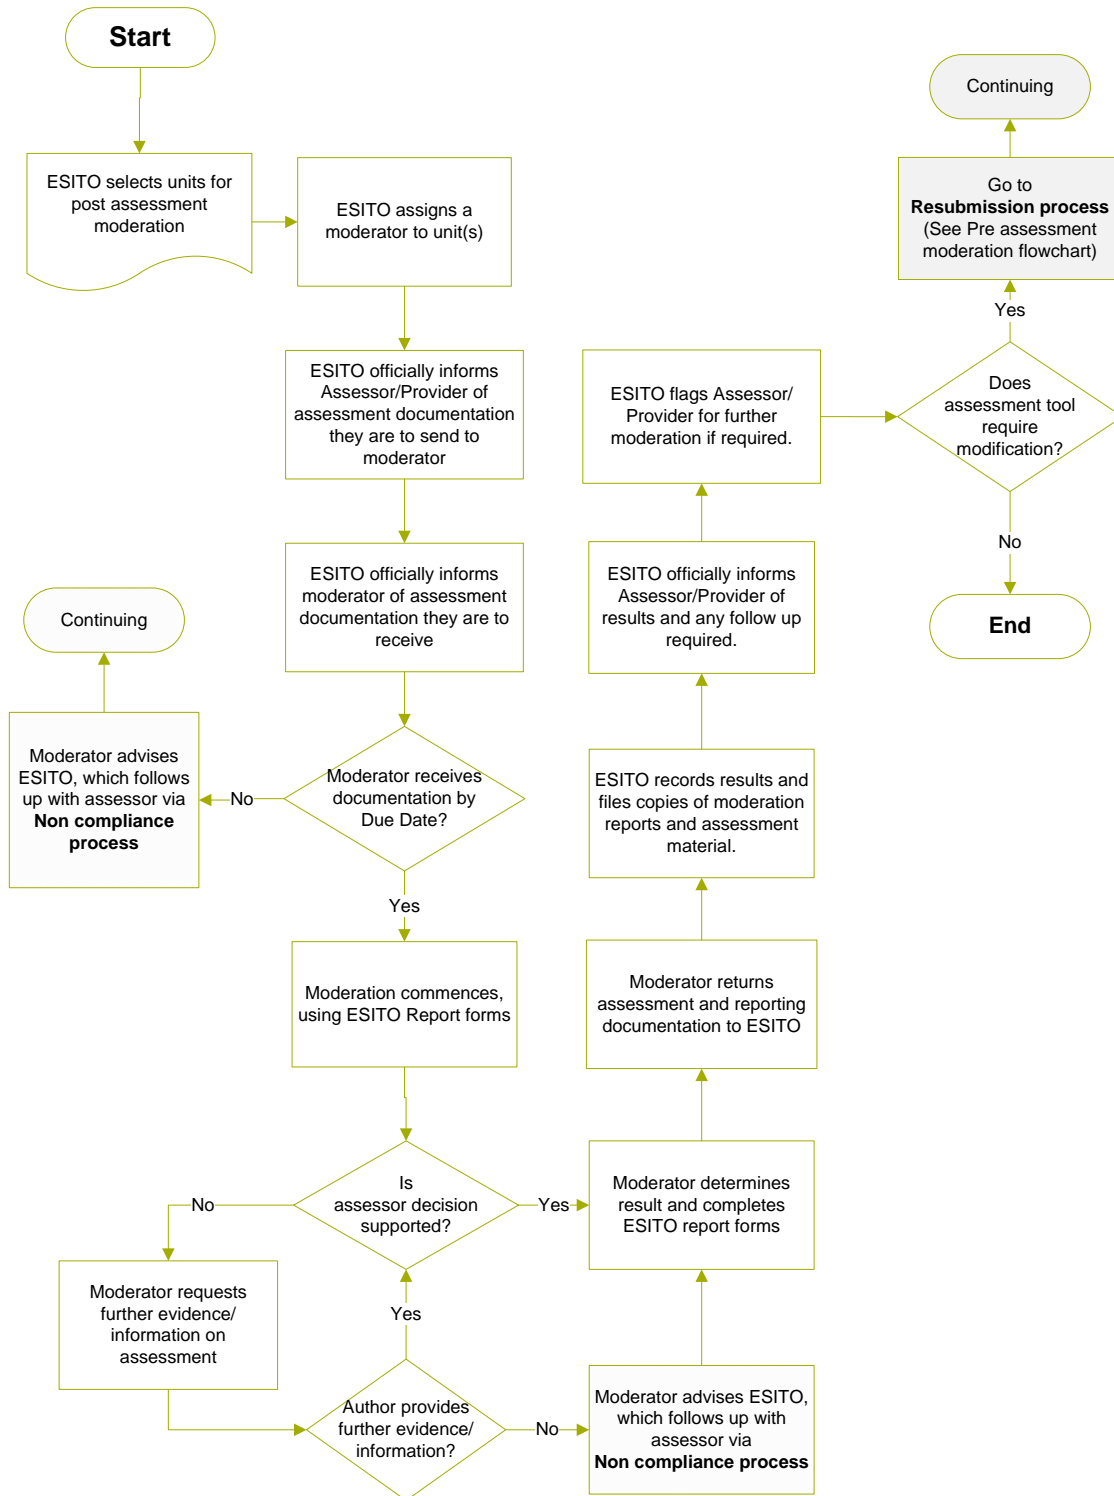 Start
ESITO selects units for
post assessment
moderation
ESITO assigns a
moderator to unit(s)
ESITO officially informs
Assessor/Provider of
assessment documentation
they are to send to
moderator
ESITO officially informs
moderator of assessment
documentation they are to
receive
Moderator receives
documentation by
Due Date?
No
Moderator advises
ESITO, which follows
up with assessor via
Non compliance
process
Continuing
Yes
Moderation commences,
using ESITO Report forms
Is
assessor decision
supported?
No
Yes
Moderator requests
further evidence/
information on
assessment
Author provides
further evidence/
information?
Yes
No
Moderator advises ESITO,
which follows up with
assessor via
Non compliance process
Moderator determines
result and completes
ESITO report forms
Moderator returns
assessment and reporting
documentation to ESITO
ESITO records results and
files copies of moderation
reports and assessment
material.
ESITO officially informs
Assessor/Provider of
results and any follow up
required.
ESITO flags Assessor/
Provider for further
moderation if required.
Does
assessment tool
require
modification?
Yes
Go to
Resubmission process
(See Pre assessment
moderation flowchart)
Continuing
No
End